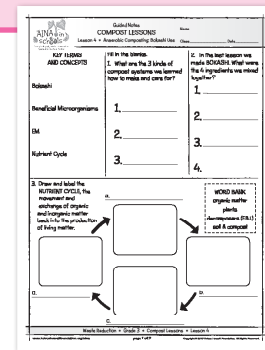 'AINA in schools
Guided Notes
COMPOST LESSONS
Lesson 4 • Anaerobic Composting: Bokashi Use
Name
Class
Date
KEY TERMS
AND CONCEPTS
Bokashi
Beneficial Microorganisms
EM
Nutrient Cycle
Fill in the blanks.
1. What are the 3 kinds of
compost systems we learned
how to make and care for?
1.
2.
3.
2. In the last lesson we
made BOKASHI. What were
the 4 ingredients we mixed
together?
1.
2.
3.
4.
3. Draw and label the
NUTRIENT CYCLE, the
movement and
exchange of organic
and inorganic matter
back into the production
of living matter.
WORD BANK
organic matter
plants
decomposers (F.B.I.)
soil & compost
a.
b.
c.
d.
Waste Reduction • Grade 3 • Compost Lessons • Lesson 4